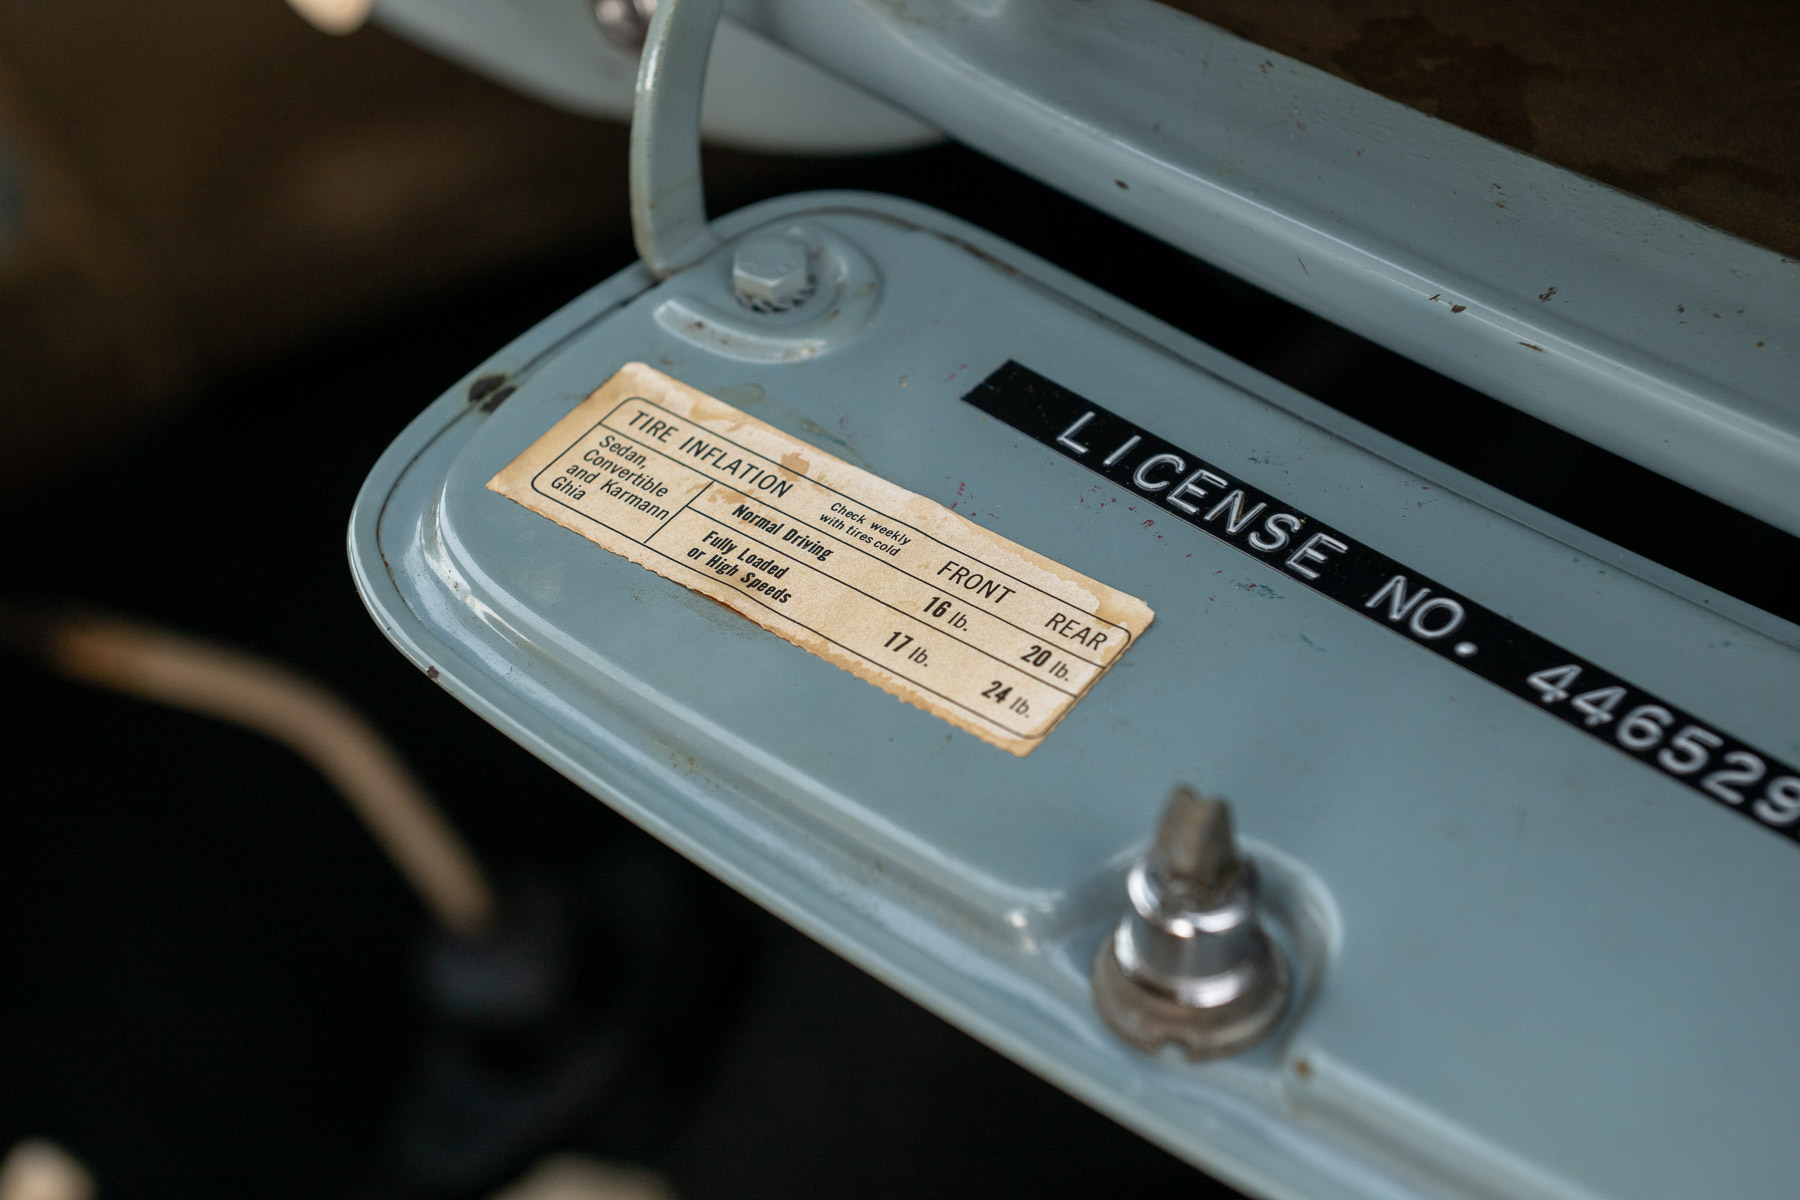 TIRE INFLATION
Check weekly
with tires cold
FRONT REAR
Sedan,
Convertible
and Karmann
Ghia
Normal Driving 16 lb. 20 lb.
Fully Loaded
or High Speeds 17 lb. 24 lb.
LICENSE NO. 446529